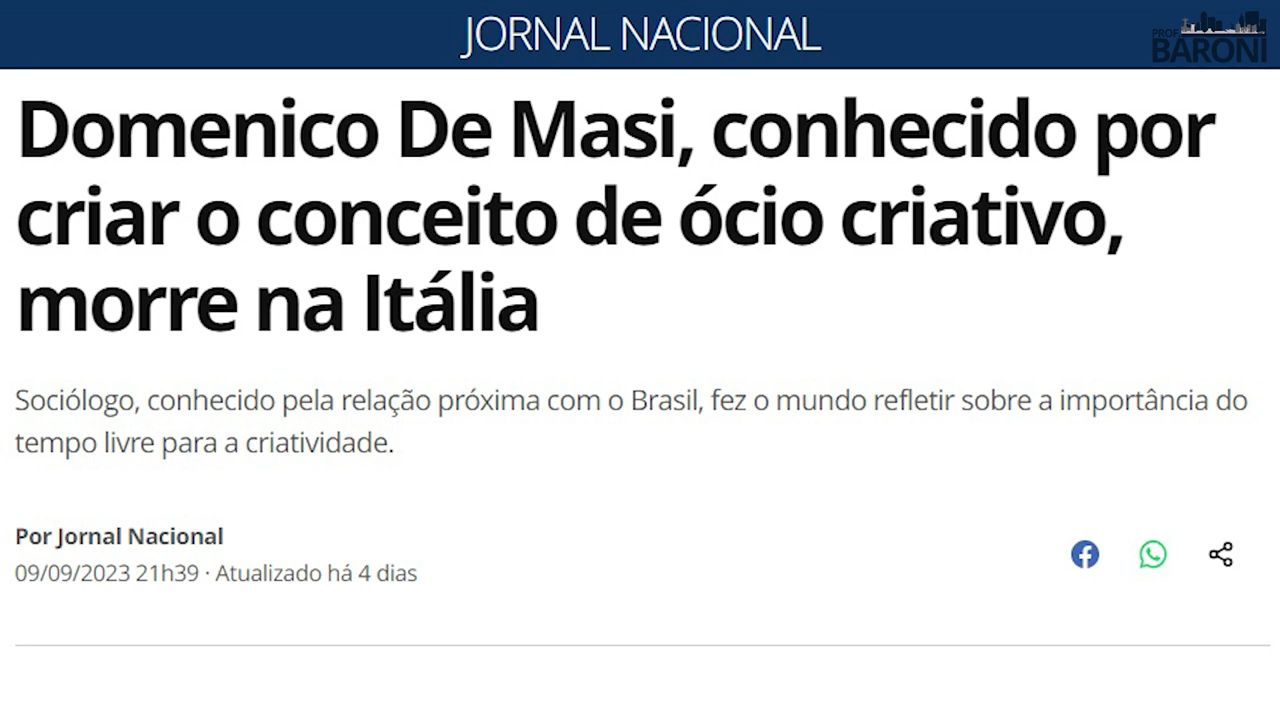 JORNAL NACIONAL
PROF
BARONI
Domenico De Masi, conhecido por
criar o conceito de ócio criativo,
morre na Itália
Sociólogo, conhecido pela relação próxima com o Brasil, fez o mundo refletir sobre a importância do
tempo livre para a criatividade.
Por Jornal Nacional
09/09/2023 21h39 · Atualizado há 4 dias